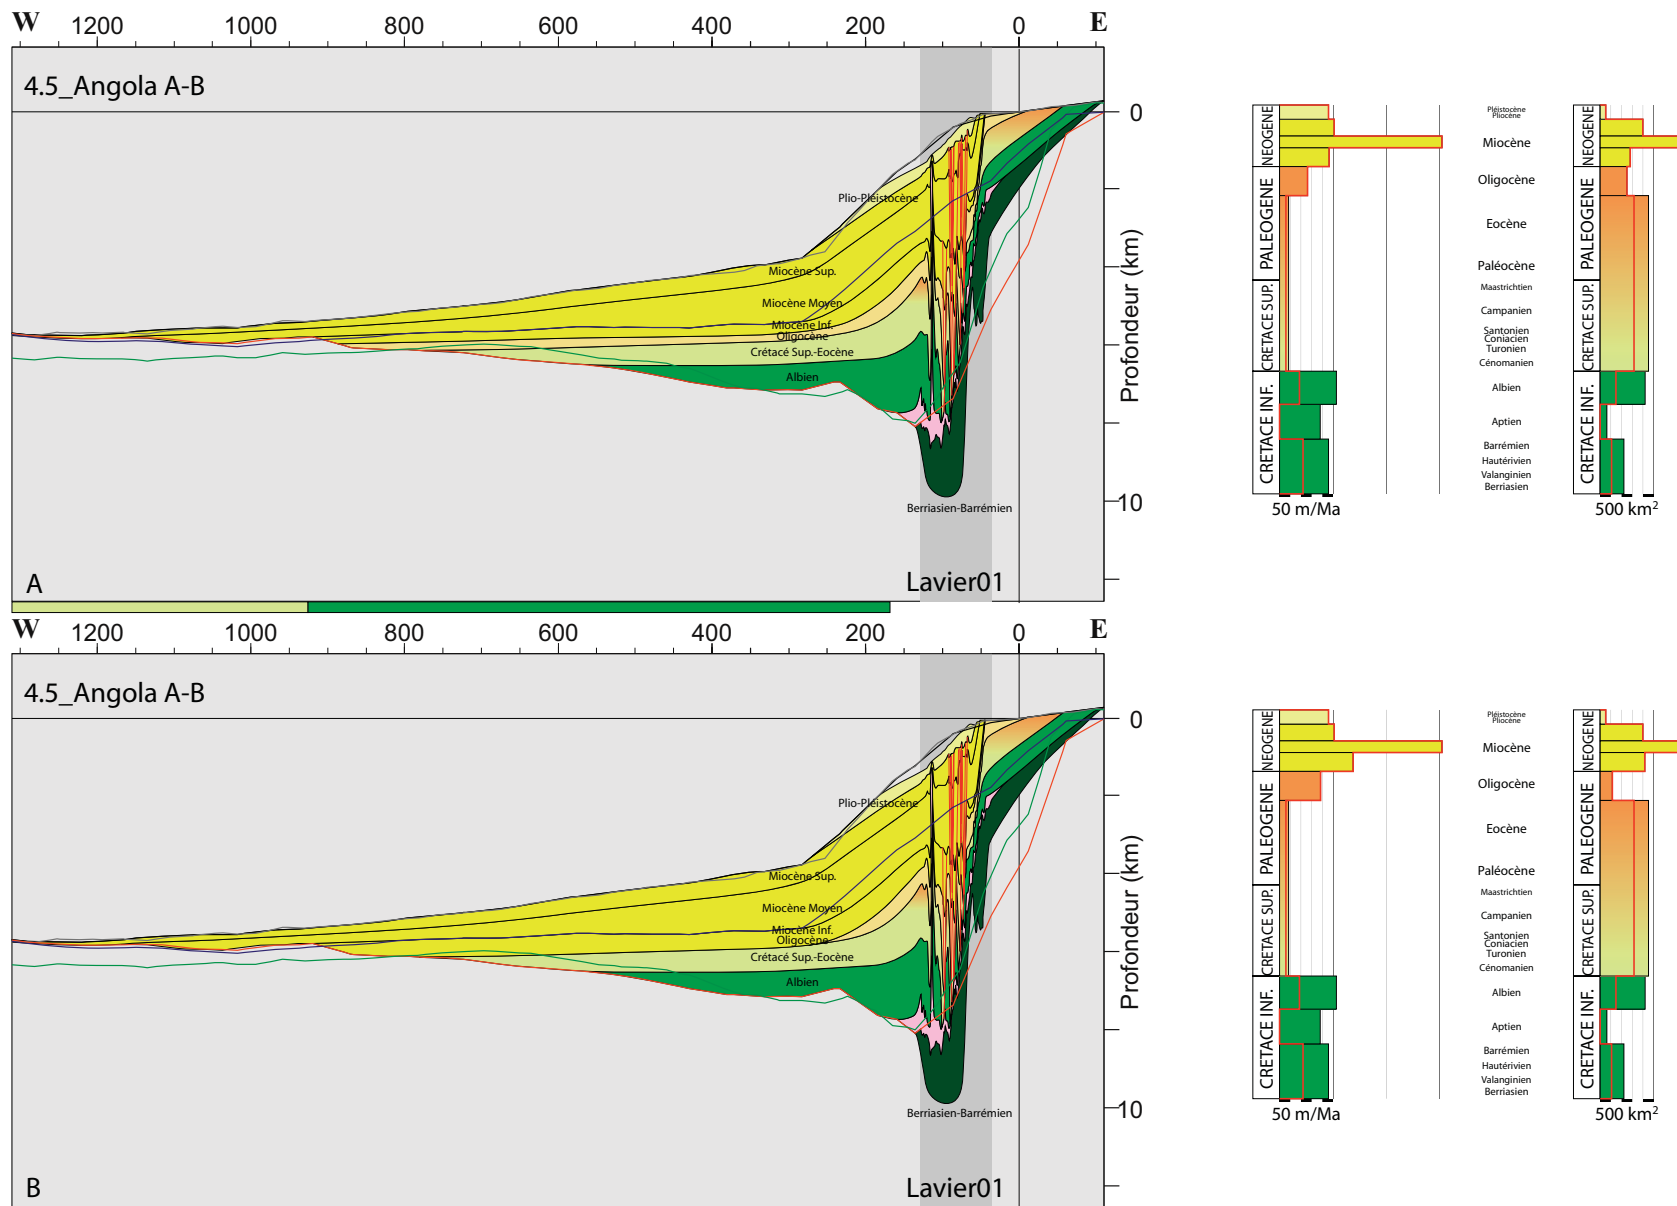 W 1200 1000 800 600 400 200 0 E
4.5_Angola A-B
0
Plio-Pleistocène
Miocène Sup.
Miocène Moyen
Miocène Inf.
Oligocène
Crétacé Sup.-Eocène
Albien
Berriasien-Barrémien
10
Profondeur (km)
A
Lavier01
NEOGENE
PALEOGENE
CRETACE SUP.
CRETACE INF.
50 m/Ma
Pléistocène
Pliocène
Miocène
Oligocène
Eocène
Paléocène
Maastrichtien
Campanien
Santonien
Coniacien
Turonien
Cénomanien
Albien
Aptien
Barrémien
Hautérivien
Valanginien
Berriasien
NEOGENE
PALEOGENE
CRETACE SUP.
CRETACE INF.
500 km²
W 1200 1000 800 600 400 200 0 E
4.5_Angola A-B
0
Plio-Pleistocène
Miocène Sup.
Miocène Moyen
Miocène Inf.
Oligocène
Crétacé Sup.-Eocène
Albien
Berriasien-Barrémien
10
Profondeur (km)
B
Lavier01
NEOGENE
PALEOGENE
CRETACE SUP.
CRETACE INF.
50 m/Ma
Pléistocène
Pliocène
Miocène
Oligocène
Eocène
Paléocène
Maastrichtien
Campanien
Santonien
Coniacien
Turonien
Cénomanien
Albien
Aptien
Barrémien
Hautérivien
Valanginien
Berriasien
NEOGENE
PALEOGENE
CRETACE SUP.
CRETACE INF.
500 km²